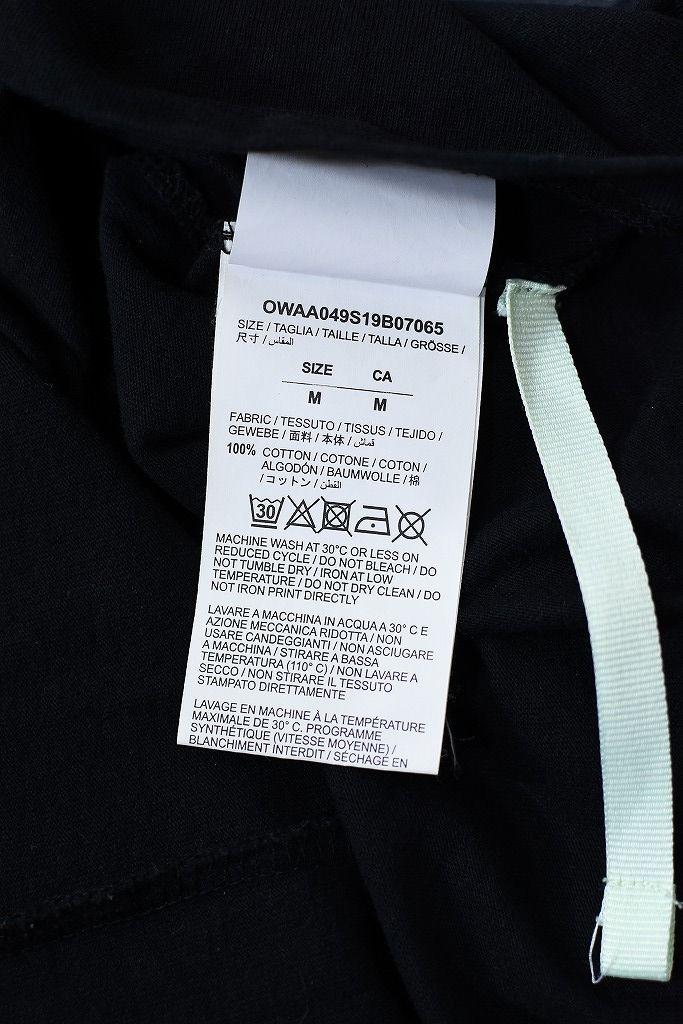 OWAA049S19B07065
SIZE / TAGLIA / TAILLE / TALLA / GRÖSSE /
尺寸 / المقاس
SIZE CA
M M
FABRIC / TESSUTO / TISSUS / TEJIDO /
GEWEBE / 面料 / 本体 / قماش
100% COTTON / COTONE / COTON /
ALGODÓN / BAUMWOLLE / 棉
/ コットン / القطن
30
MACHINE WASH AT 30°C OR LESS ON
REDUCED CYCLE / DO NOT BLEACH / DO
NOT TUMBLE DRY / IRON AT LOW
TEMPERATURE / DO NOT DRY CLEAN / DO
NOT IRON PRINT DIRECTLY
LAVARE A MACCHINA IN ACQUA A 30° C E
AZIONE MECCANICA RIDOTTA / NON
USARE CANDEGGIANTI / NON ASCIUGARE
A MACCHINA / STIRARE A BASSA
TEMPERATURA (110° C) / NON LAVARE A
SECCO / NON STIRARE IL TESSUTO
STAMPATO DIRETTAMENTE
LAVAGE EN MACHINE À LA TEMPÉRATURE
MAXIMALE DE 30° C. PROGRAMME
SYNTHÉTIQUE (VITESSE MOYENNE) /
BLANCHIMENT INTERDIT / SÉCHAGE EN